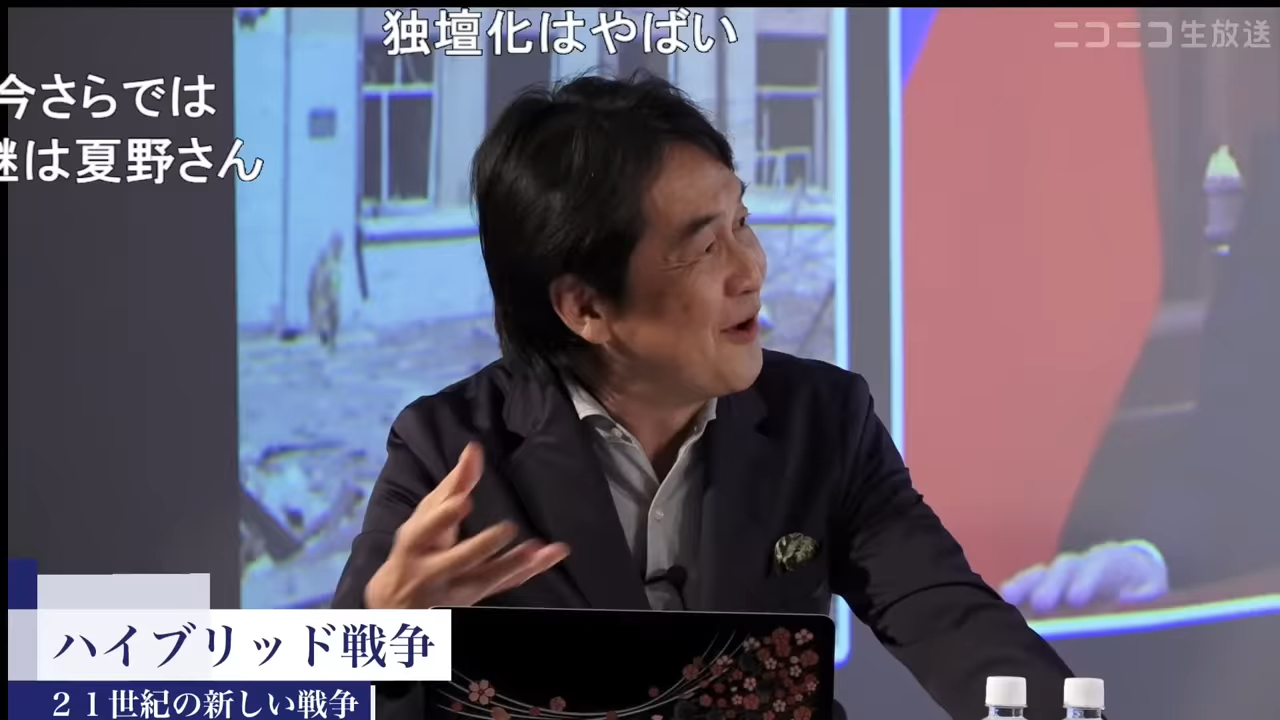 独壇化はやばい
ニコニコ生放送
今さらでは
継は夏野さん
ハイブリッド戦争
21世紀の新しい戦争